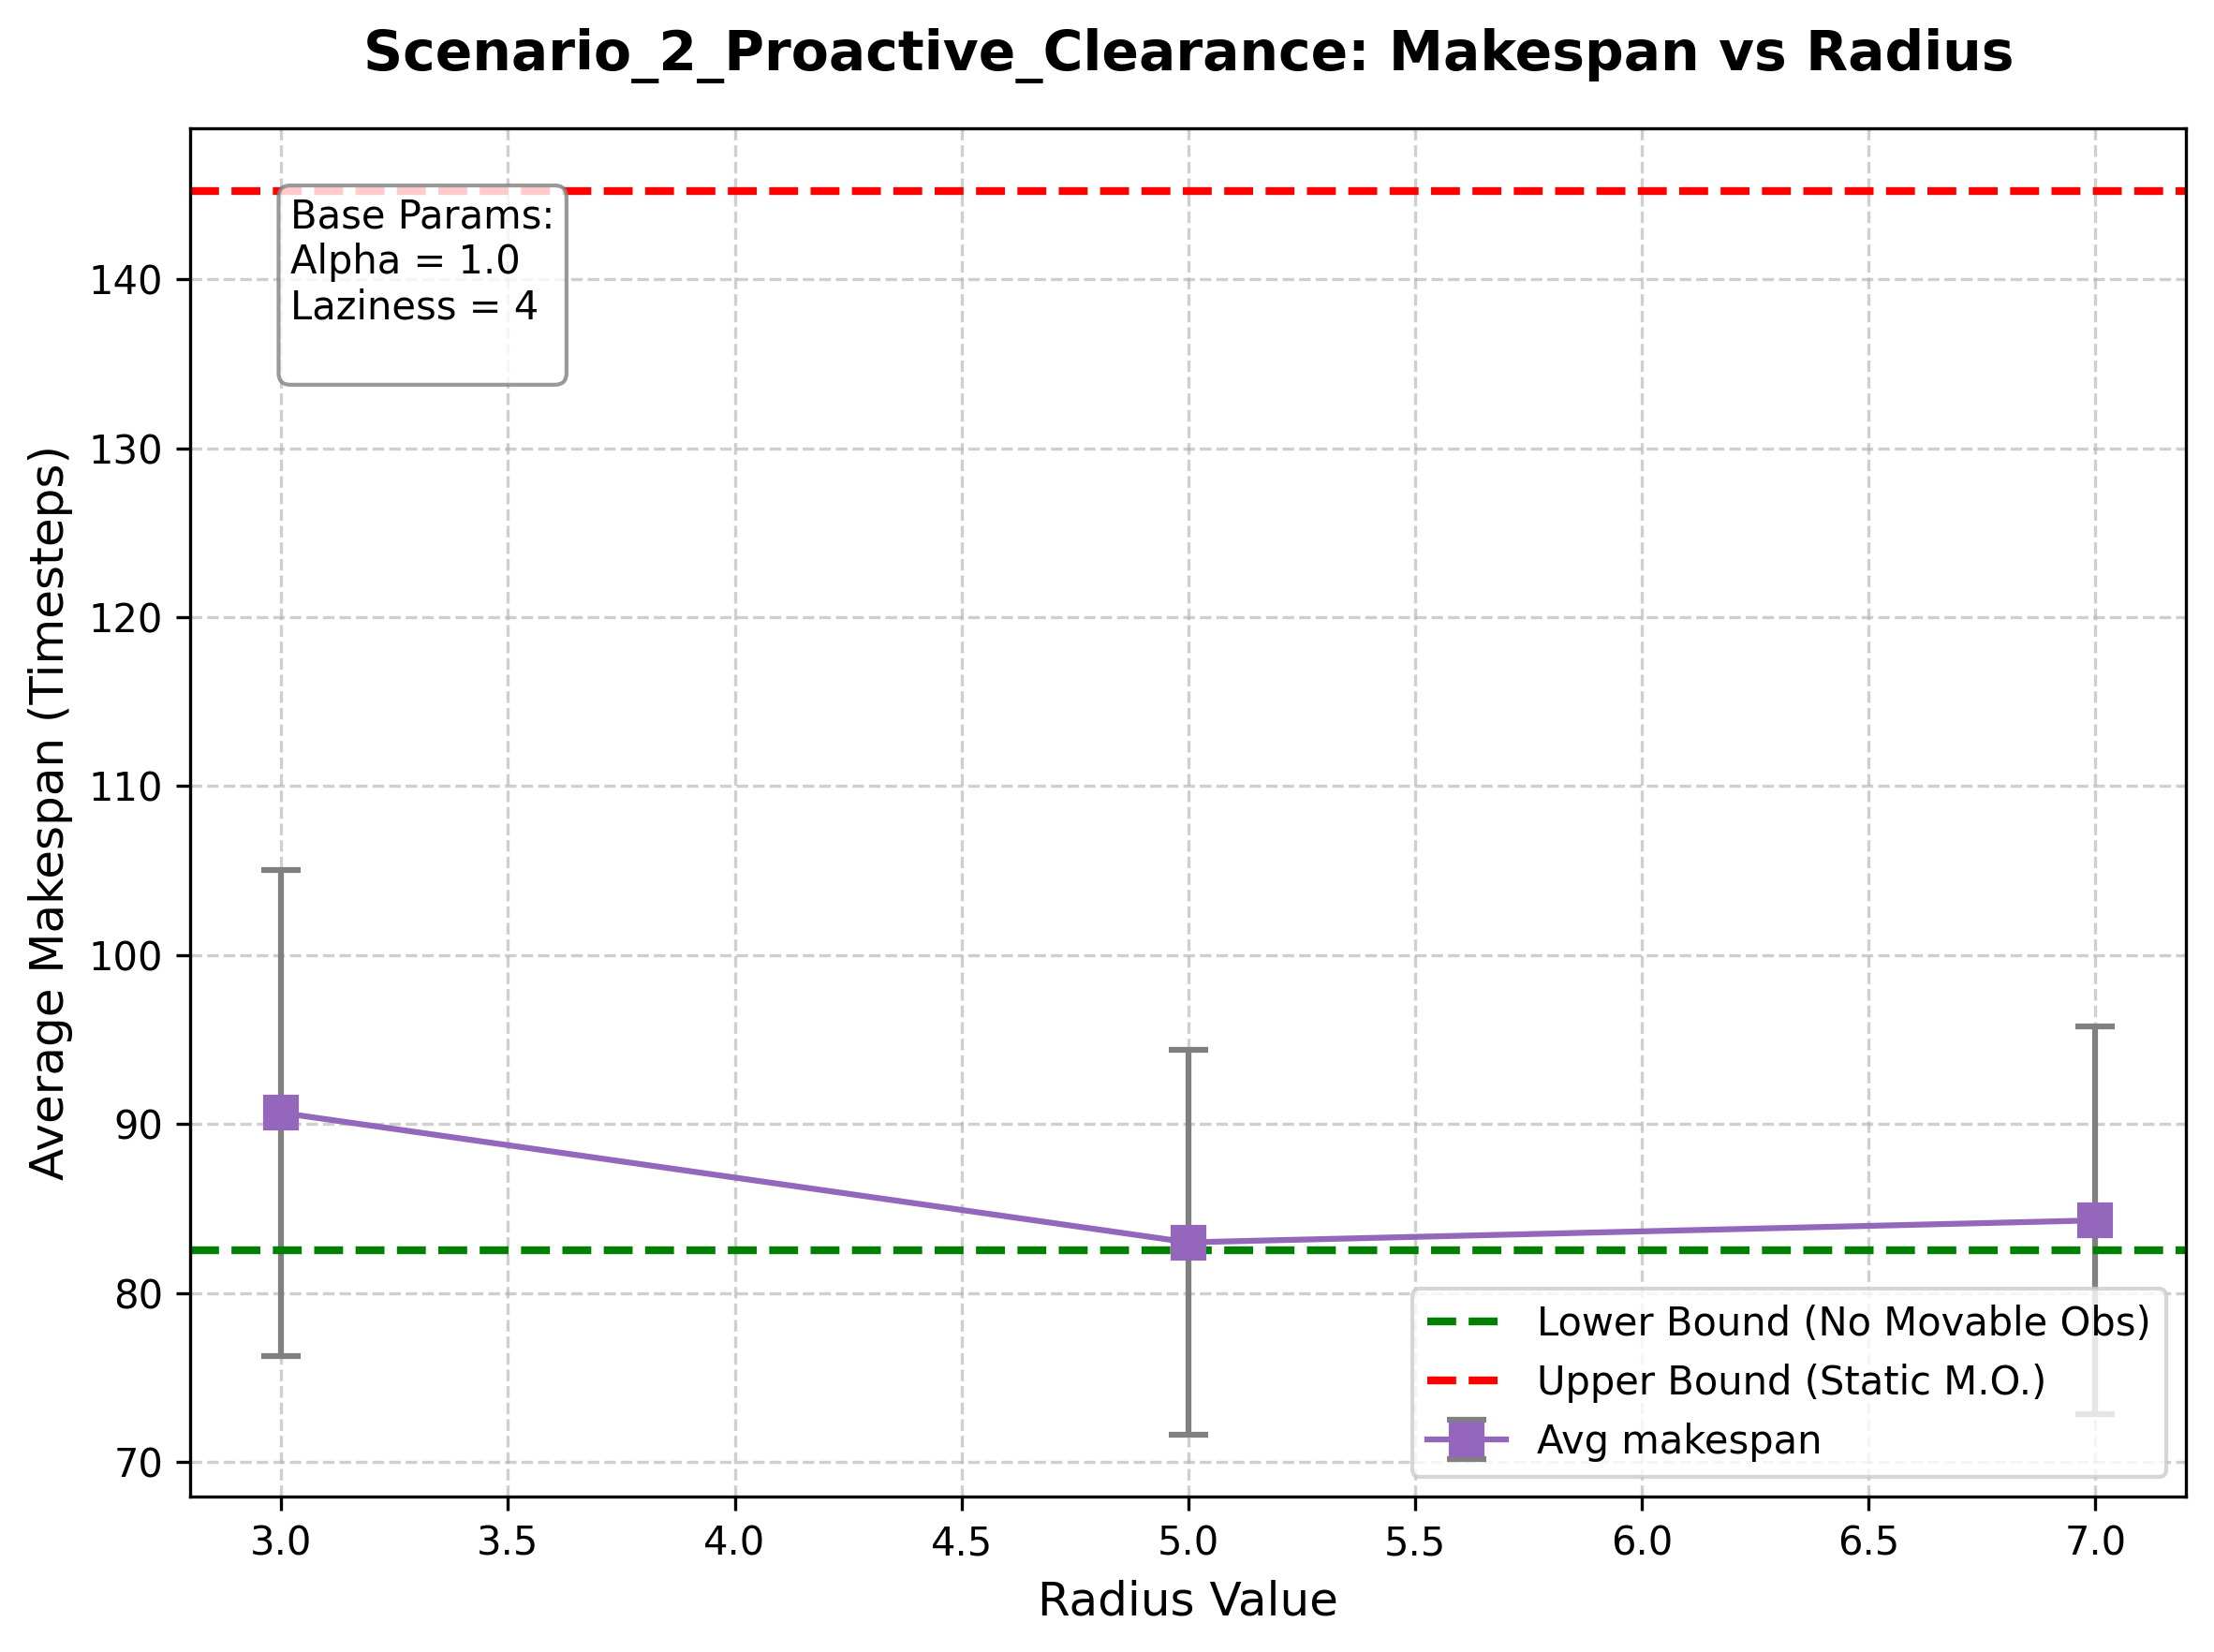 Scenario_2_Proactive_Clearance: Makespan vs Radius
Base Params:
Alpha = 1.0
Laziness = 4
Average Makespan (Timesteps)
140
130
120
110
100
90
80
70
Lower Bound (No Movable Obs)
Upper Bound (Static M.O.)
Avg makespan
3.0 3.5 4.0 4.5 5.0 5.5 6.0 6.5 7.0
Radius Value